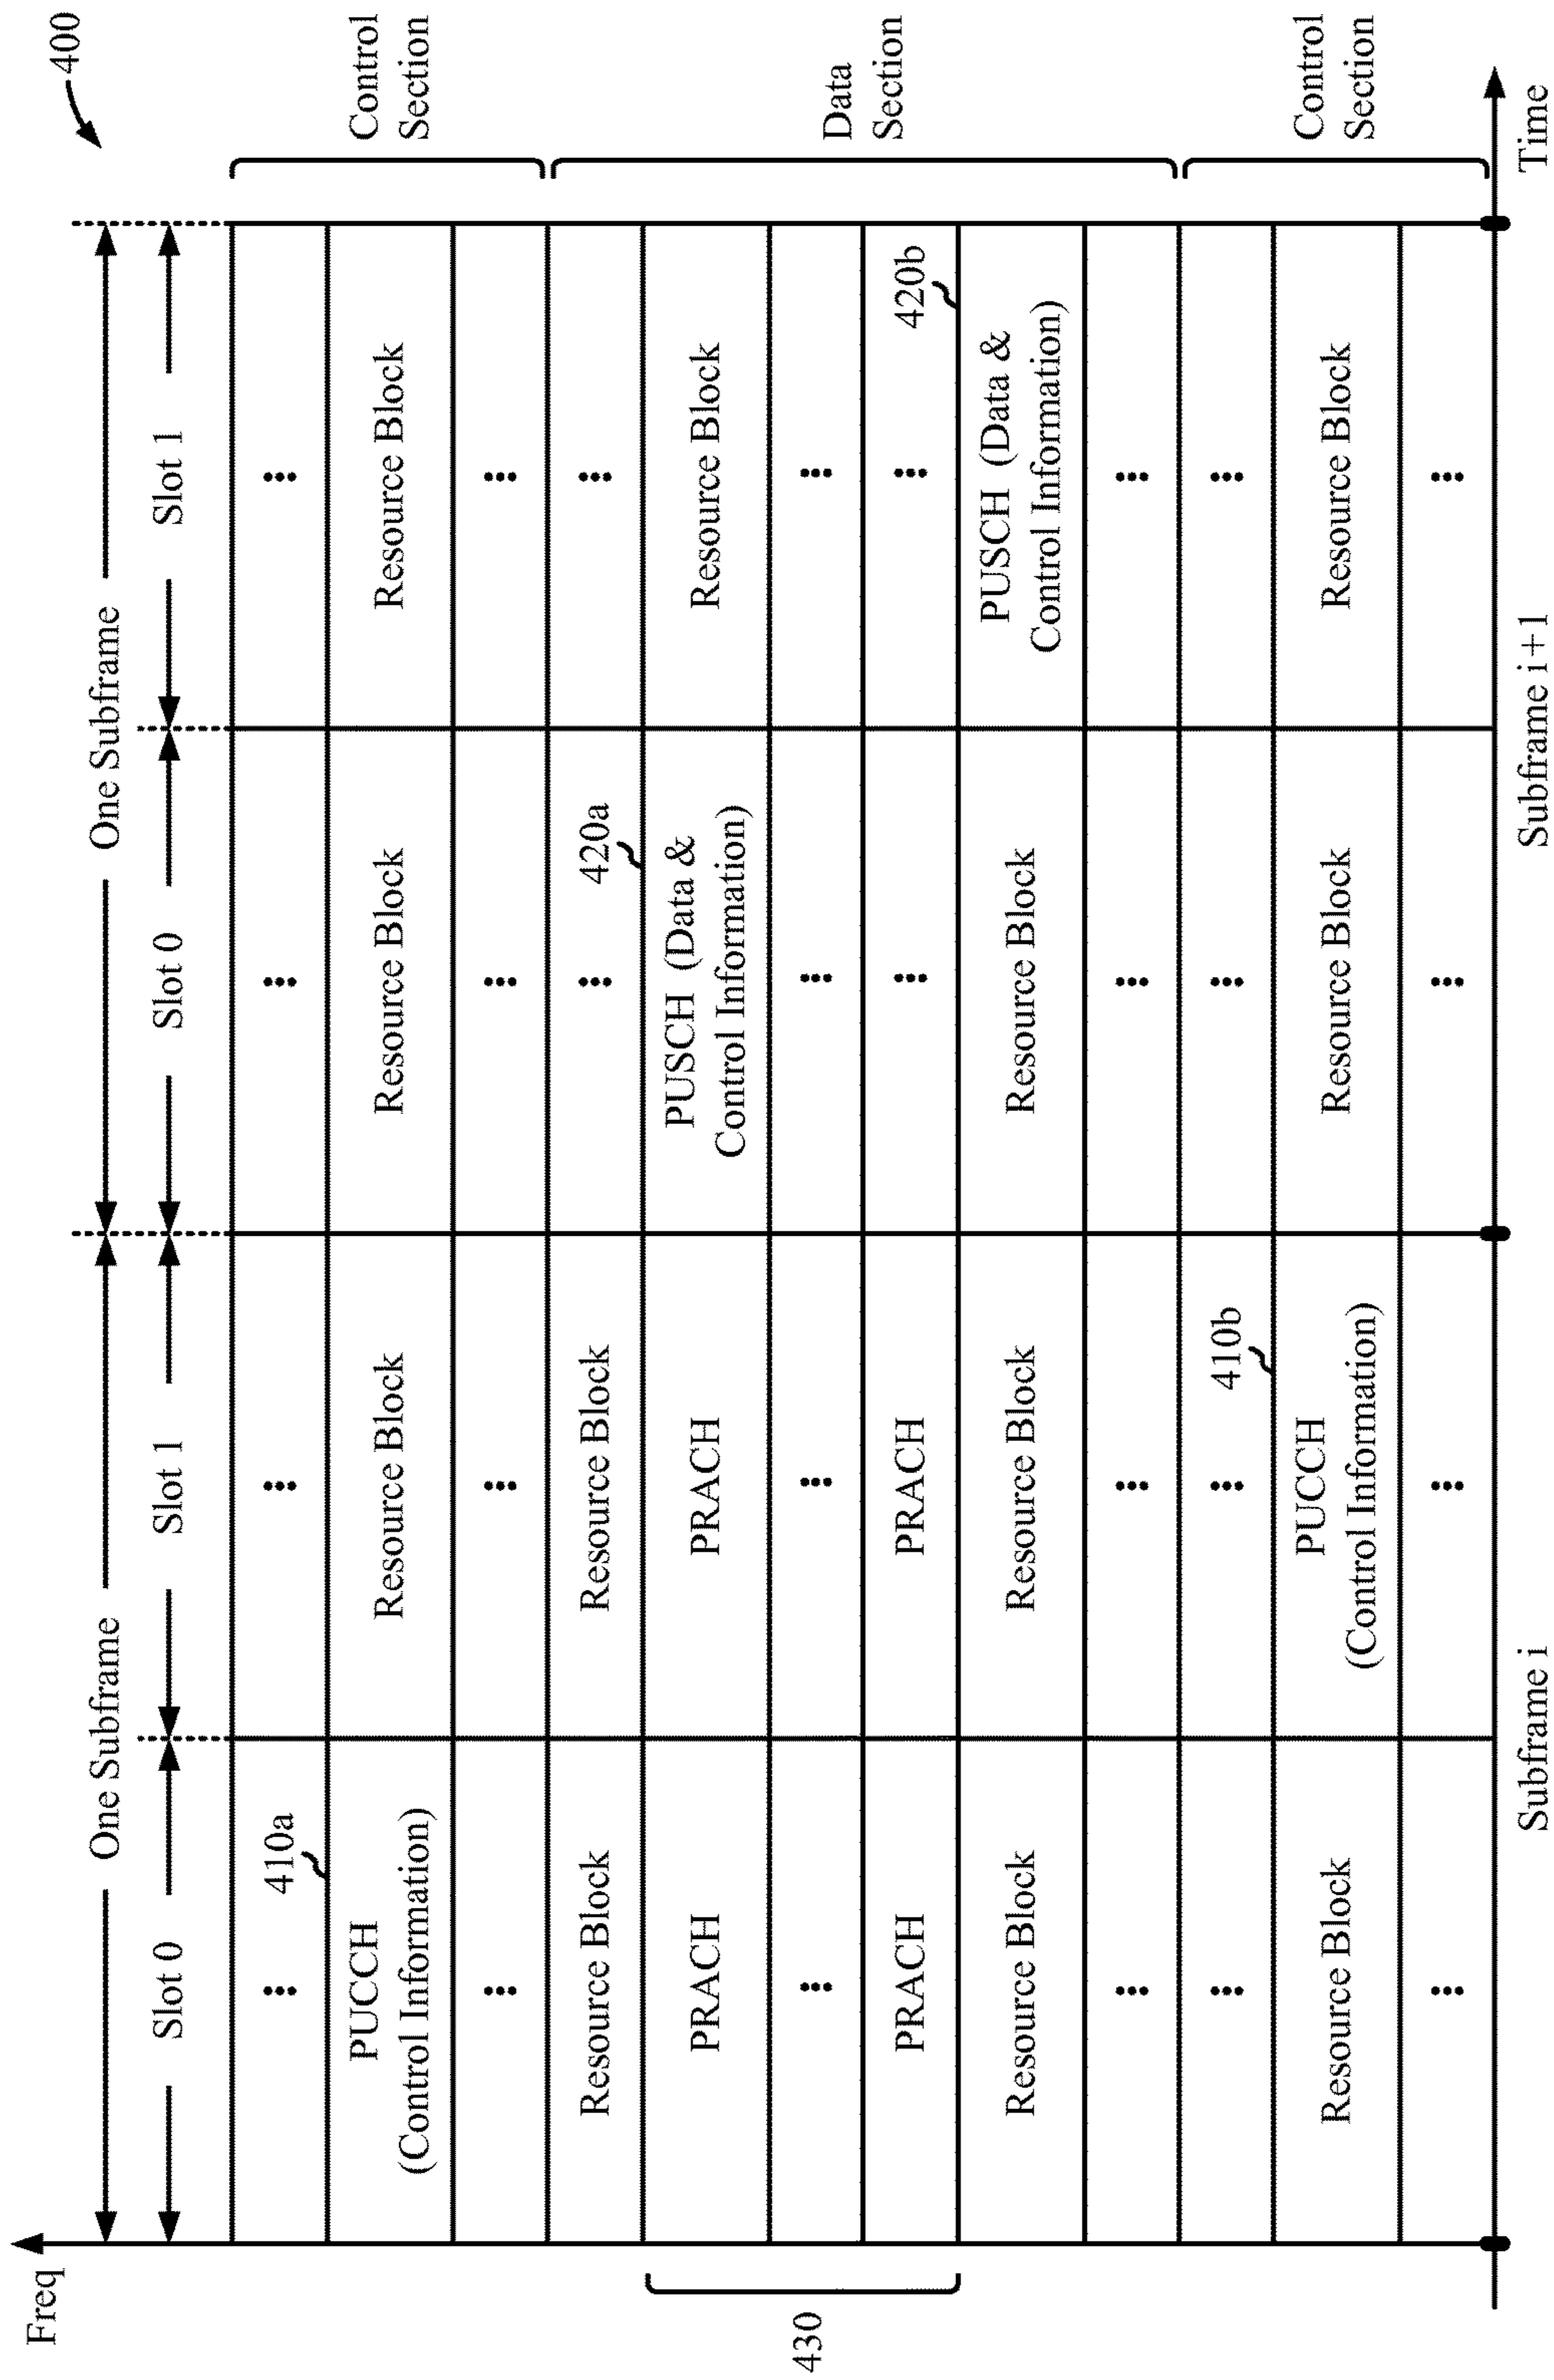 400
Freq
One Subframe
One Subframe
Slot 0
Slot 1
Slot 0
Slot 1
410a
PUCCH
(Control Information)
Resource Block
Resource Block
Resource Block
Control
Section
Resource Block
Resource Block
420a
430
PRACH
PRACH
PUSCH (Data &
Control Information)
Resource Block
PRACH
PRACH
420b
Data
Section
Resource Block
Resource Block
Resource Block
PUSCH (Data &
Control Information)
410b
Resource Block
PUCCH
(Control Information)
Resource Block
Resource Block
Control
Section
Subframe i
Subframe i+1
Time